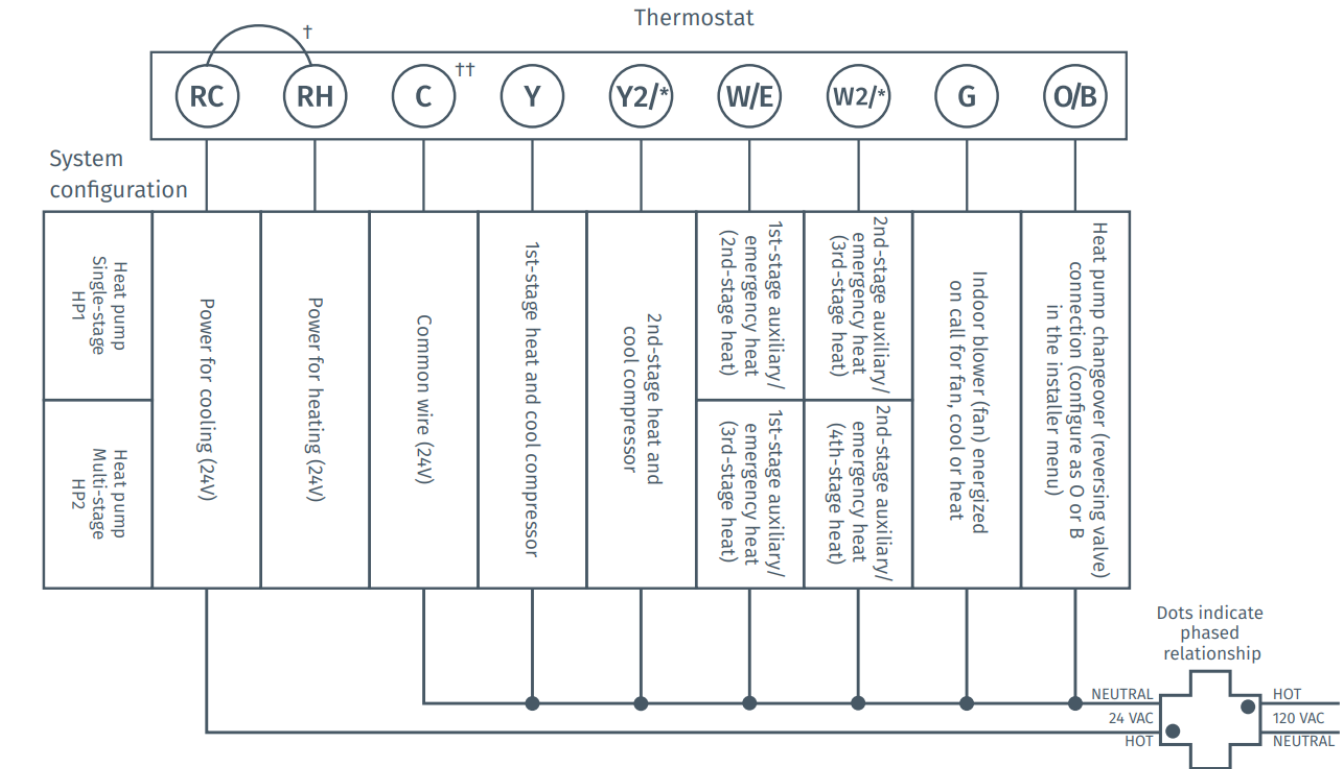 Thermostat
†
RC
RH
C
††
Y
Y2/*
W/E
W2/*
G
O/B
System
configuration
Heat pump
Single-stage
HP1
Heat pump
Multi-stage
HP2
Power for cooling (24V)
Power for heating (24V)
Common wire (24V)
1st-stage heat and cool compressor
2nd-stage heat and
cool compressor
1st-stage auxiliary/
emergency heat
(2nd-stage heat)
1st-stage auxiliary/
emergency heat
(3rd-stage heat)
2nd-stage auxiliary/
emergency heat
(3rd-stage heat)
2nd-stage auxiliary/
emergency heat
(4th-stage heat)
Indoor blower (fan) energized
on call for fan, cool or heat
Heat pump changeover (reversing valve)
connection (configure as O or B
in the installer menu)
Dots indicate
phased
relationship
NEUTRAL
24 VAC
HOT
HOT
120 VAC
NEUTRAL